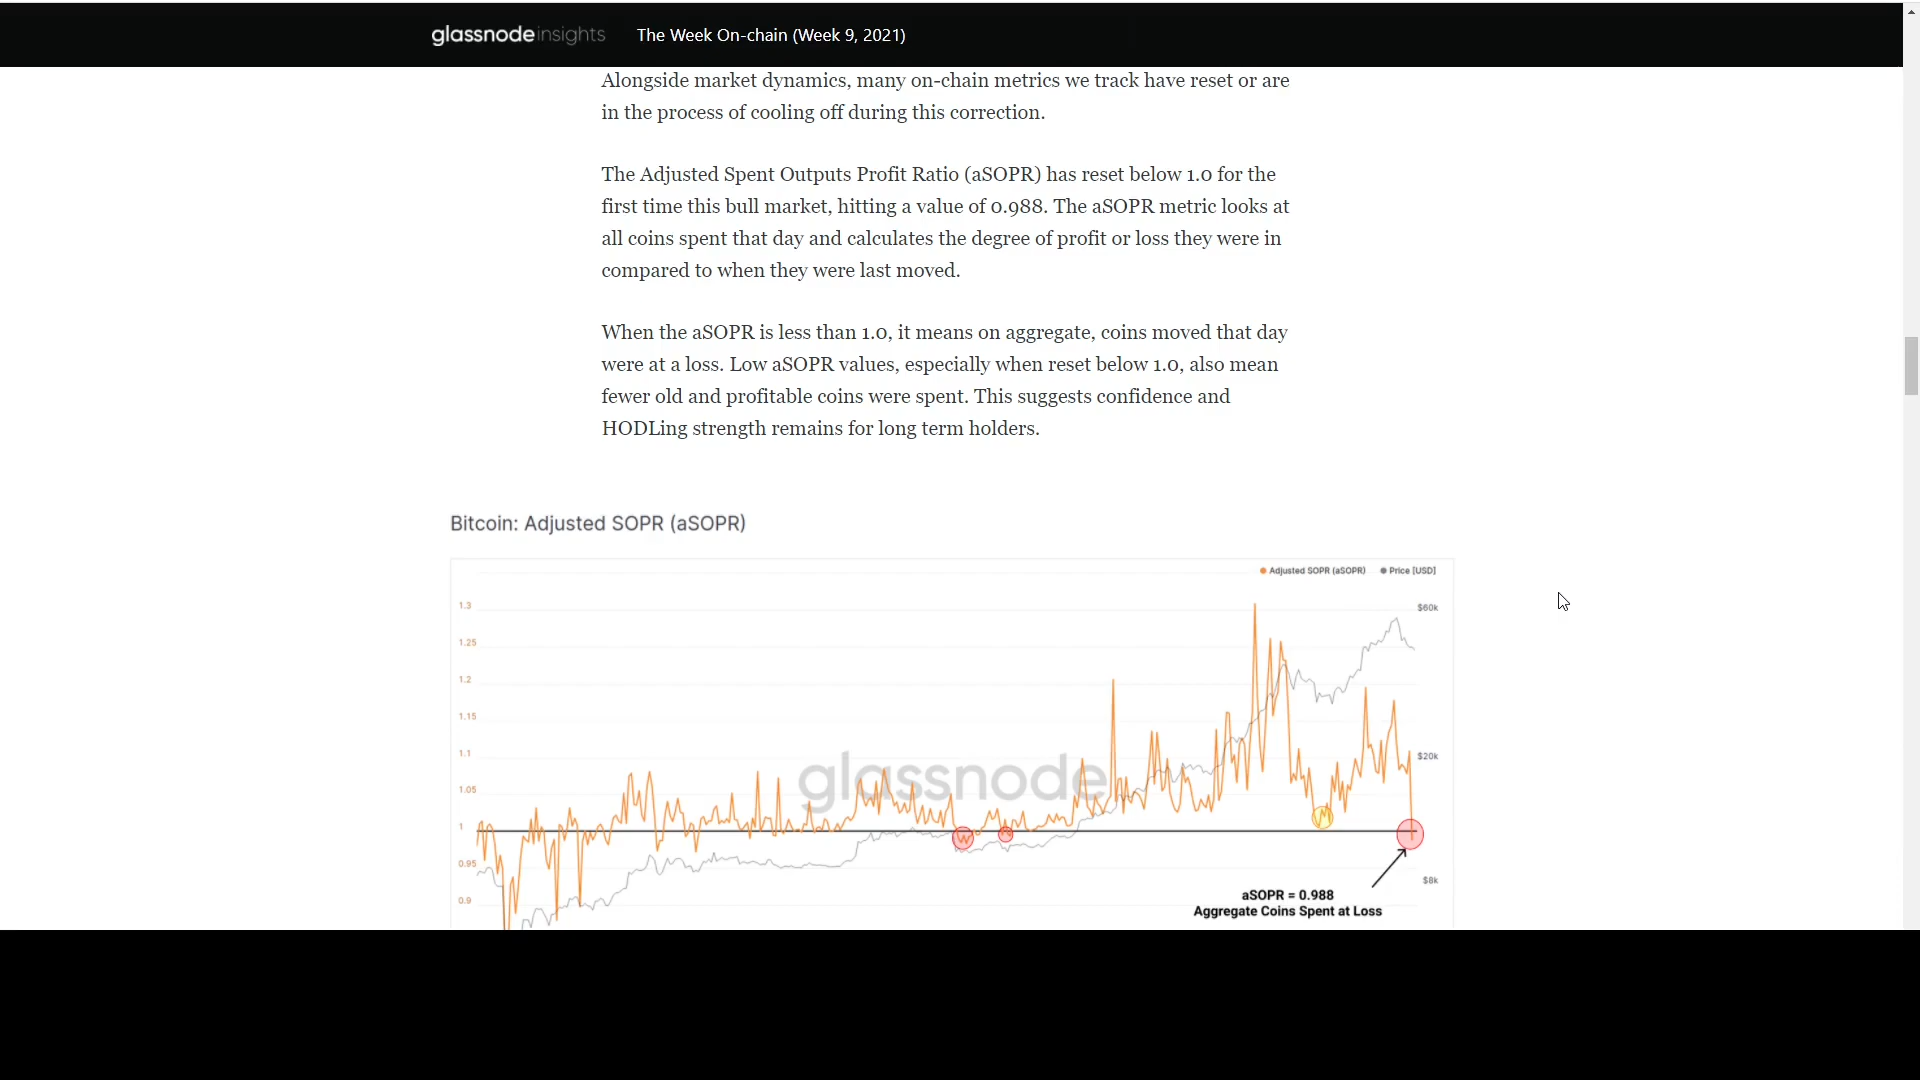 glassnodeinsights The Week On-chain (Week 9, 2021)
Alongside market dynamics, many on-chain metrics we track have reset or are
in the process of cooling off during this correction.
The Adjusted Spent Outputs Profit Ratio (aSOPR) has reset below 1.0 for the
first time this bull market, hitting a value of 0.988. The aSOPR metric looks at
all coins spent that day and calculates the degree of profit or loss they were in
compared to when they were last moved.
When the aSOPR is less than 1.0, it means on aggregate, coins moved that day
were at a loss. Low aSOPR values, especially when reset below 1.0, also mean
fewer old and profitable coins were spent. This suggests confidence and
HODLing strength remains for long term holders.
Bitcoin: Adjusted SOPR (aSOPR)
Adjusted SOPR (aSOPR) Price [USD]
1.3 $60k
1.25
1.2
1.15
1.1 $20k
glassnode
1.05
1
0.95
$8k
0.9
aSOPR = 0.988
Aggregate Coins Spent at Loss